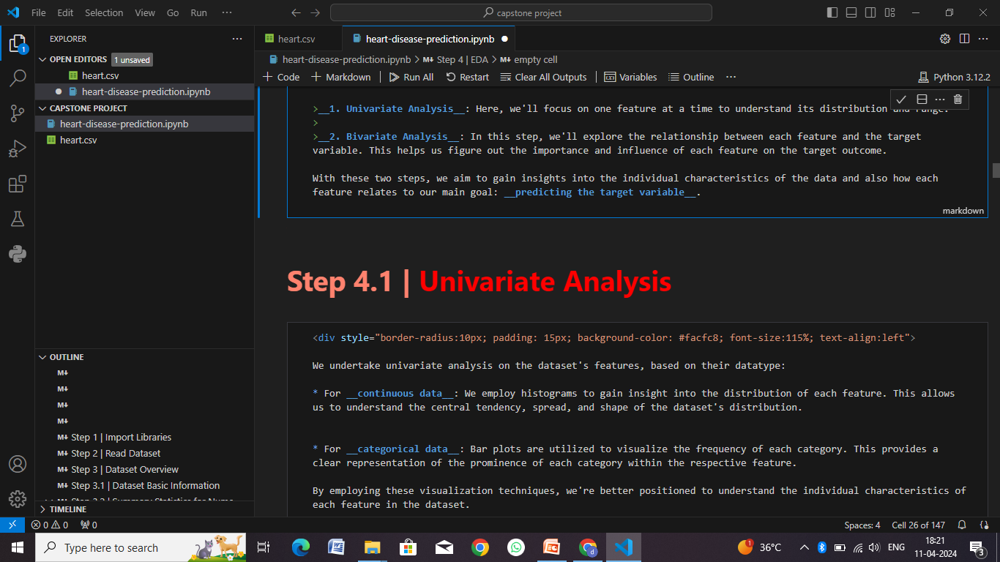 File Edit Selection View Go Run ··· capstone project
EXPLORER ···
OPEN EDITORS 1 unsaved
heart.csv
heart-disease-prediction.ipynb
CAPSTONE PROJECT
heart-disease-prediction.ipynb
heart.csv
OUTLINE
M↓
M↓
M↓
M↓
M↓ Step 1 | Import Libraries
M↓ Step 2 | Read Dataset
M↓ Step 3 | Dataset Overview
M↓ Step 3.1 | Dataset Basic Information
TIMELINE
heart.csv heart-disease-prediction.ipynb
heart-disease-prediction.ipynb > M↓ Step 4 | EDA > M↓ empty cell
+ Code + Markdown | Run All Restart Clear All Outputs | Variables Outline ··· Python 3.12.2
>__1. Univariate Analysis__: Here, we'll focus on one feature at a time to understand its distribution and range.
>
>__2. Bivariate Analysis__: In this step, we'll explore the relationship between each feature and the target
variable. This helps us figure out the importance and influence of each feature on the target outcome.
With these two steps, we aim to gain insights into the individual characteristics of the data and also how each
feature relates to our main goal: __predicting the target variable__.
markdown
Step 4.1 | Univariate Analysis
<div style="border-radius:10px; padding: 15px; background-color: #facfc8; font-size:115%; text-align:left">
We undertake univariate analysis on the dataset's features, based on their datatype:
* For __continuous data__: We employ histograms to gain insight into the distribution of each feature. This allows
us to understand the central tendency, spread, and shape of the dataset's distribution.
* For __categorical data__: Bar plots are utilized to visualize the frequency of each category. This provides a
clear representation of the prominence of each category within the respective feature.
By employing these visualization techniques, we're better positioned to understand the individual characteristics of
each feature in the dataset.
0 0 0 Spaces: 4 Cell 26 of 147
Type here to search 36°C ENG 18:21
11-04-2024 3